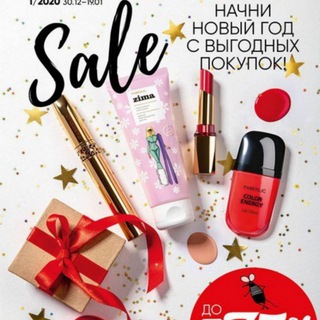 1/2020 30.12–19.01
Sale
НАЧНИ
НОВЫЙ ГОД
С ВЫГОДНЫХ
ПОКУПОК!
zima
FABERLIC
COLOR
ENERGY
ДО